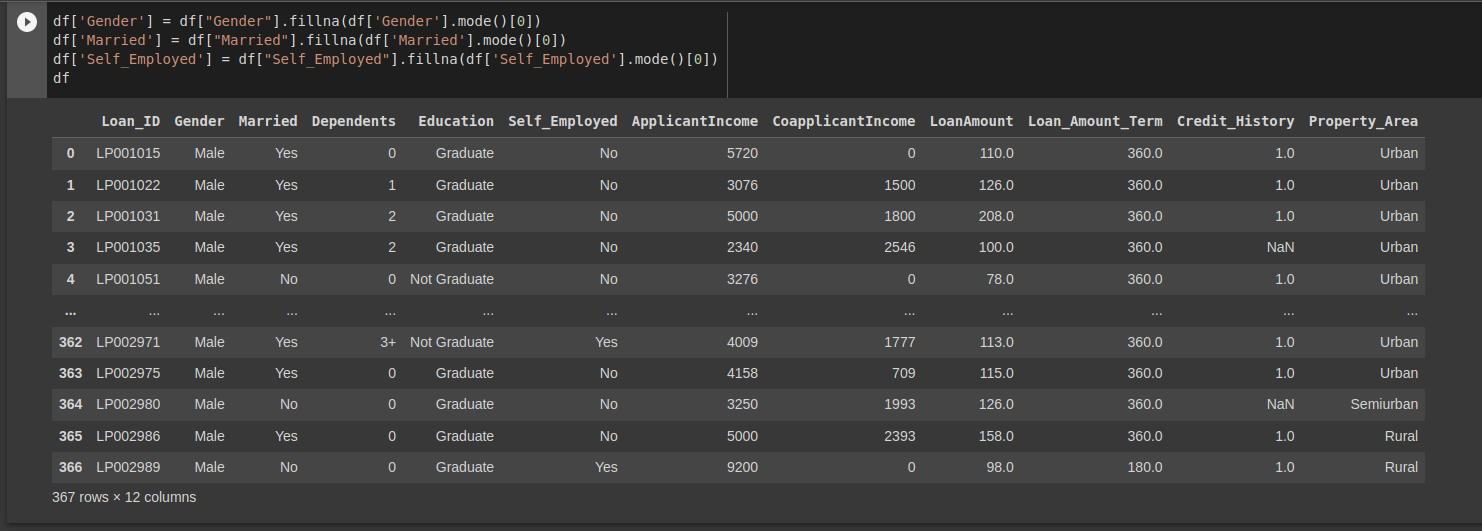 df['Gender'] = df["Gender"].fillna(df['Gender'].mode()[0])
df['Married'] = df["Married"].fillna(df['Married'].mode()[0])
df['Self_Employed'] = df["Self_Employed"].fillna(df['Self_Employed'].mode()[0])
df
Loan_ID Gender Married Dependents Education Self_Employed ApplicantIncome CoapplicantIncome LoanAmount Loan_Amount_Term Credit_History Property_Area
0 LP001015 Male Yes 0 Graduate No 5720 0 110.0 360.0 1.0 Urban
1 LP001022 Male Yes 1 Graduate No 3076 1500 126.0 360.0 1.0 Urban
2 LP001031 Male Yes 2 Graduate No 5000 1800 208.0 360.0 1.0 Urban
3 LP001035 Male Yes 2 Graduate No 2340 2546 100.0 360.0 NaN Urban
4 LP001051 Male No 0 Not Graduate No 3276 0 78.0 360.0 1.0 Urban
... ... ... ... ... ... ... ... ... ... ... ... ...
362 LP002971 Male Yes 3+ Not Graduate Yes 4009 1777 113.0 360.0 1.0 Urban
363 LP002975 Male Yes 0 Graduate No 4158 709 115.0 360.0 1.0 Urban
364 LP002980 Male No 0 Graduate No 3250 1993 126.0 360.0 NaN Semiurban
365 LP002986 Male Yes 0 Graduate No 5000 2393 158.0 360.0 1.0 Rural
366 LP002989 Male No 0 Graduate Yes 9200 0 98.0 180.0 1.0 Rural
367 rows × 12 columns